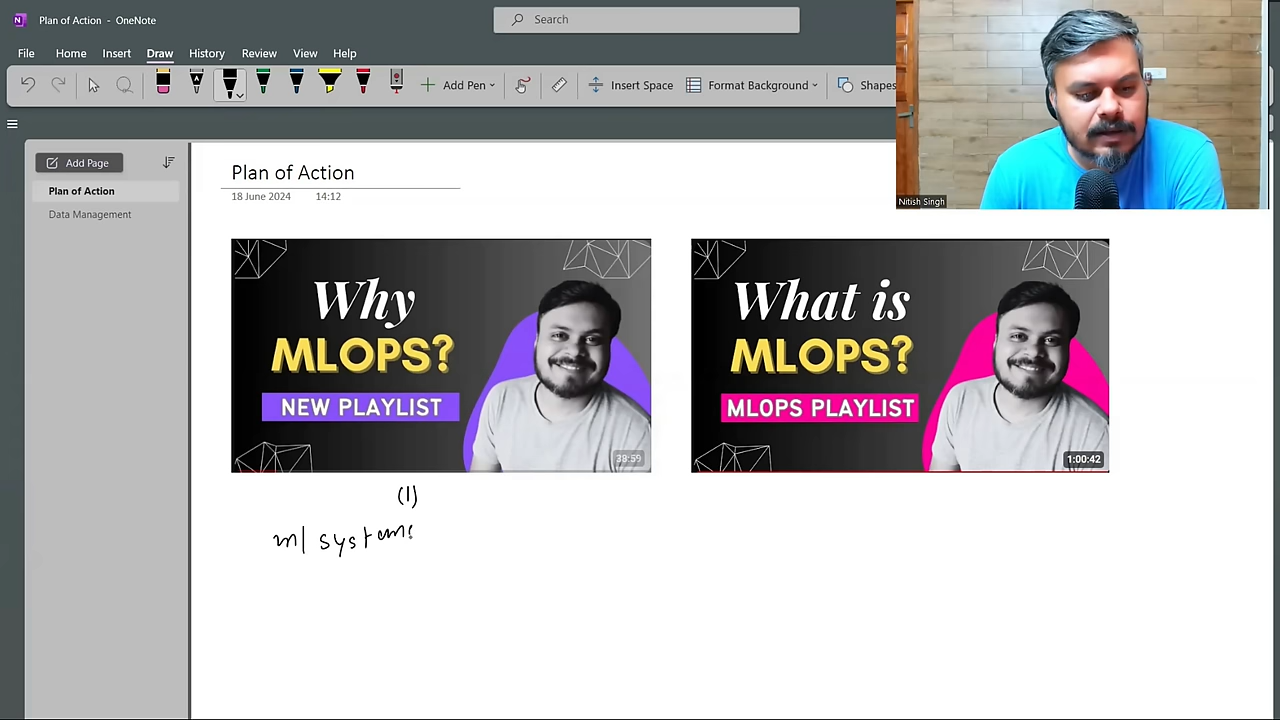 Plan of Action - OneNote
Search
File Home Insert Draw History Review View Help
Add Pen Insert Space Format Background Shapes
Add Page
Plan of Action
Data Management
Plan of Action
18 June 2024 14:12
Nitish Singh
Why
MLOPS?
NEW PLAYLIST
38:59
What is
MLOPS?
MLOPS PLAYLIST
1:00:42
(1)
ml systems